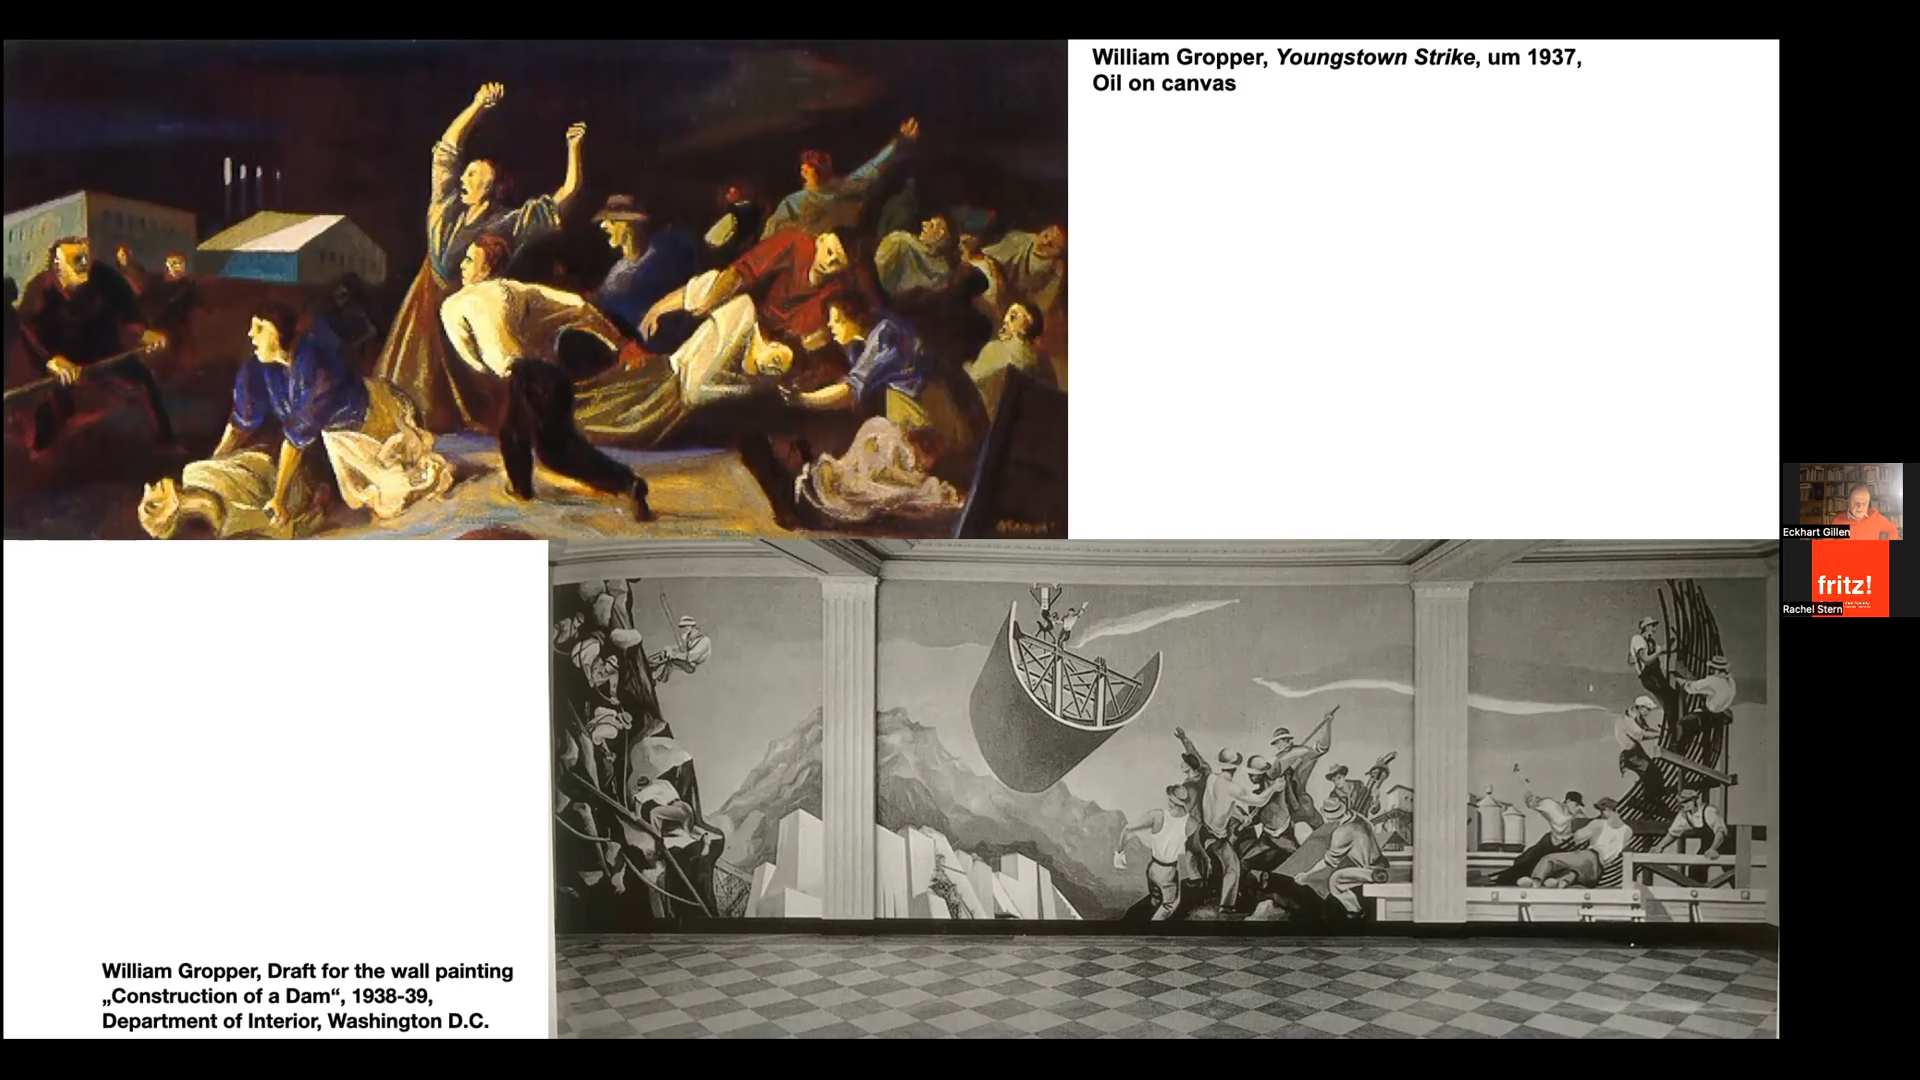 William Gropper, Youngstown Strike, um 1937,
Oil on canvas
Eckhart Gillen
fritz!
Rachel Stern
William Gropper, Draft for the wall painting
„Construction of a Dam“, 1938-39,
Department of Interior, Washington D.C.